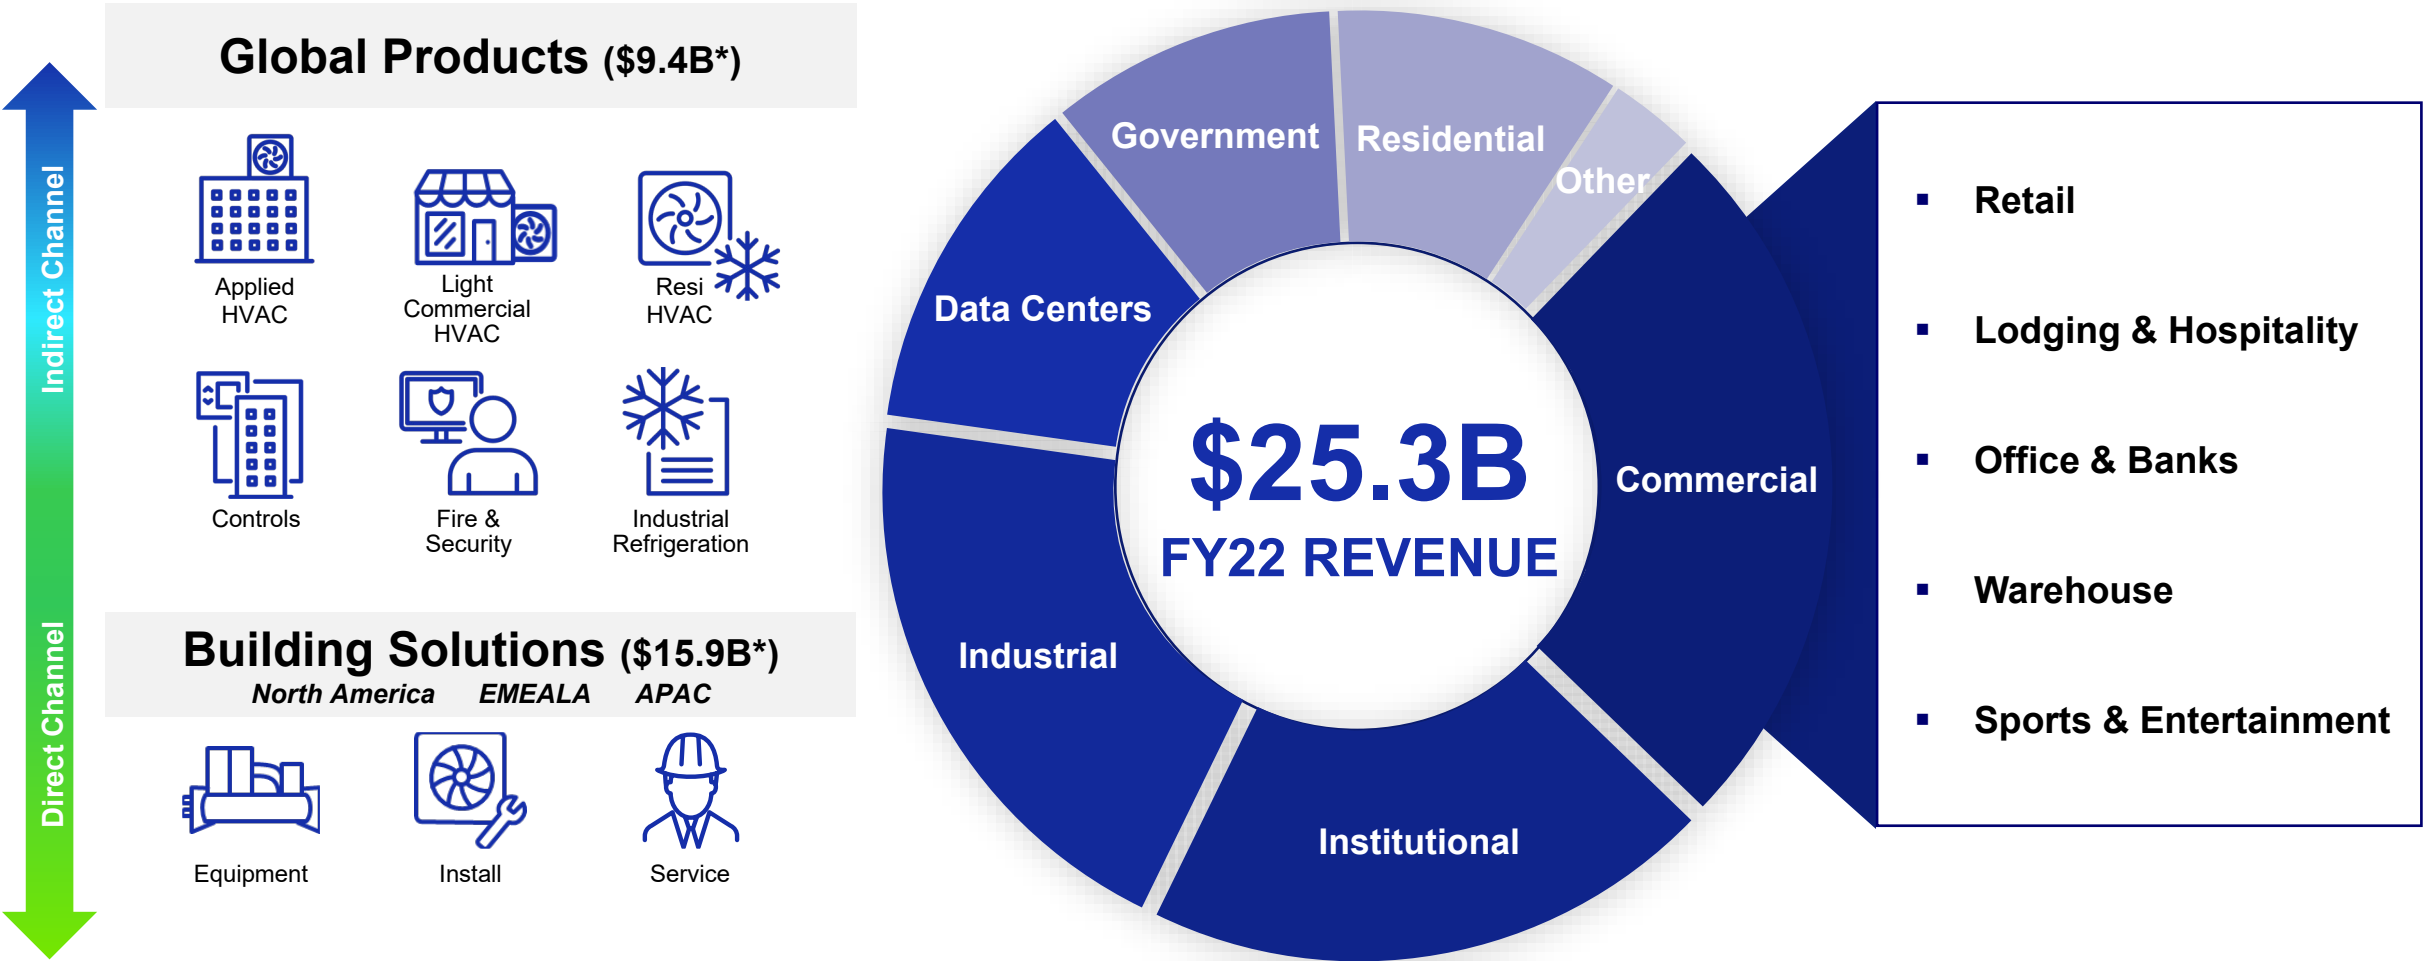 Global Products ($9.4B*)
Indirect Channel
Applied
HVAC
Light
Commercial
HVAC
Resi
HVAC
Controls
Fire &
Security
Industrial
Refrigeration
Building Solutions ($15.9B*)
North America EMEALA APAC
Direct Channel
Equipment
Install
Service
Government
Residential
Other
Data Centers
Commercial
Industrial
Institutional
$25.3B
FY22 REVENUE
▪ Retail
▪ Lodging & Hospitality
▪ Office & Banks
▪ Warehouse
▪ Sports & Entertainment